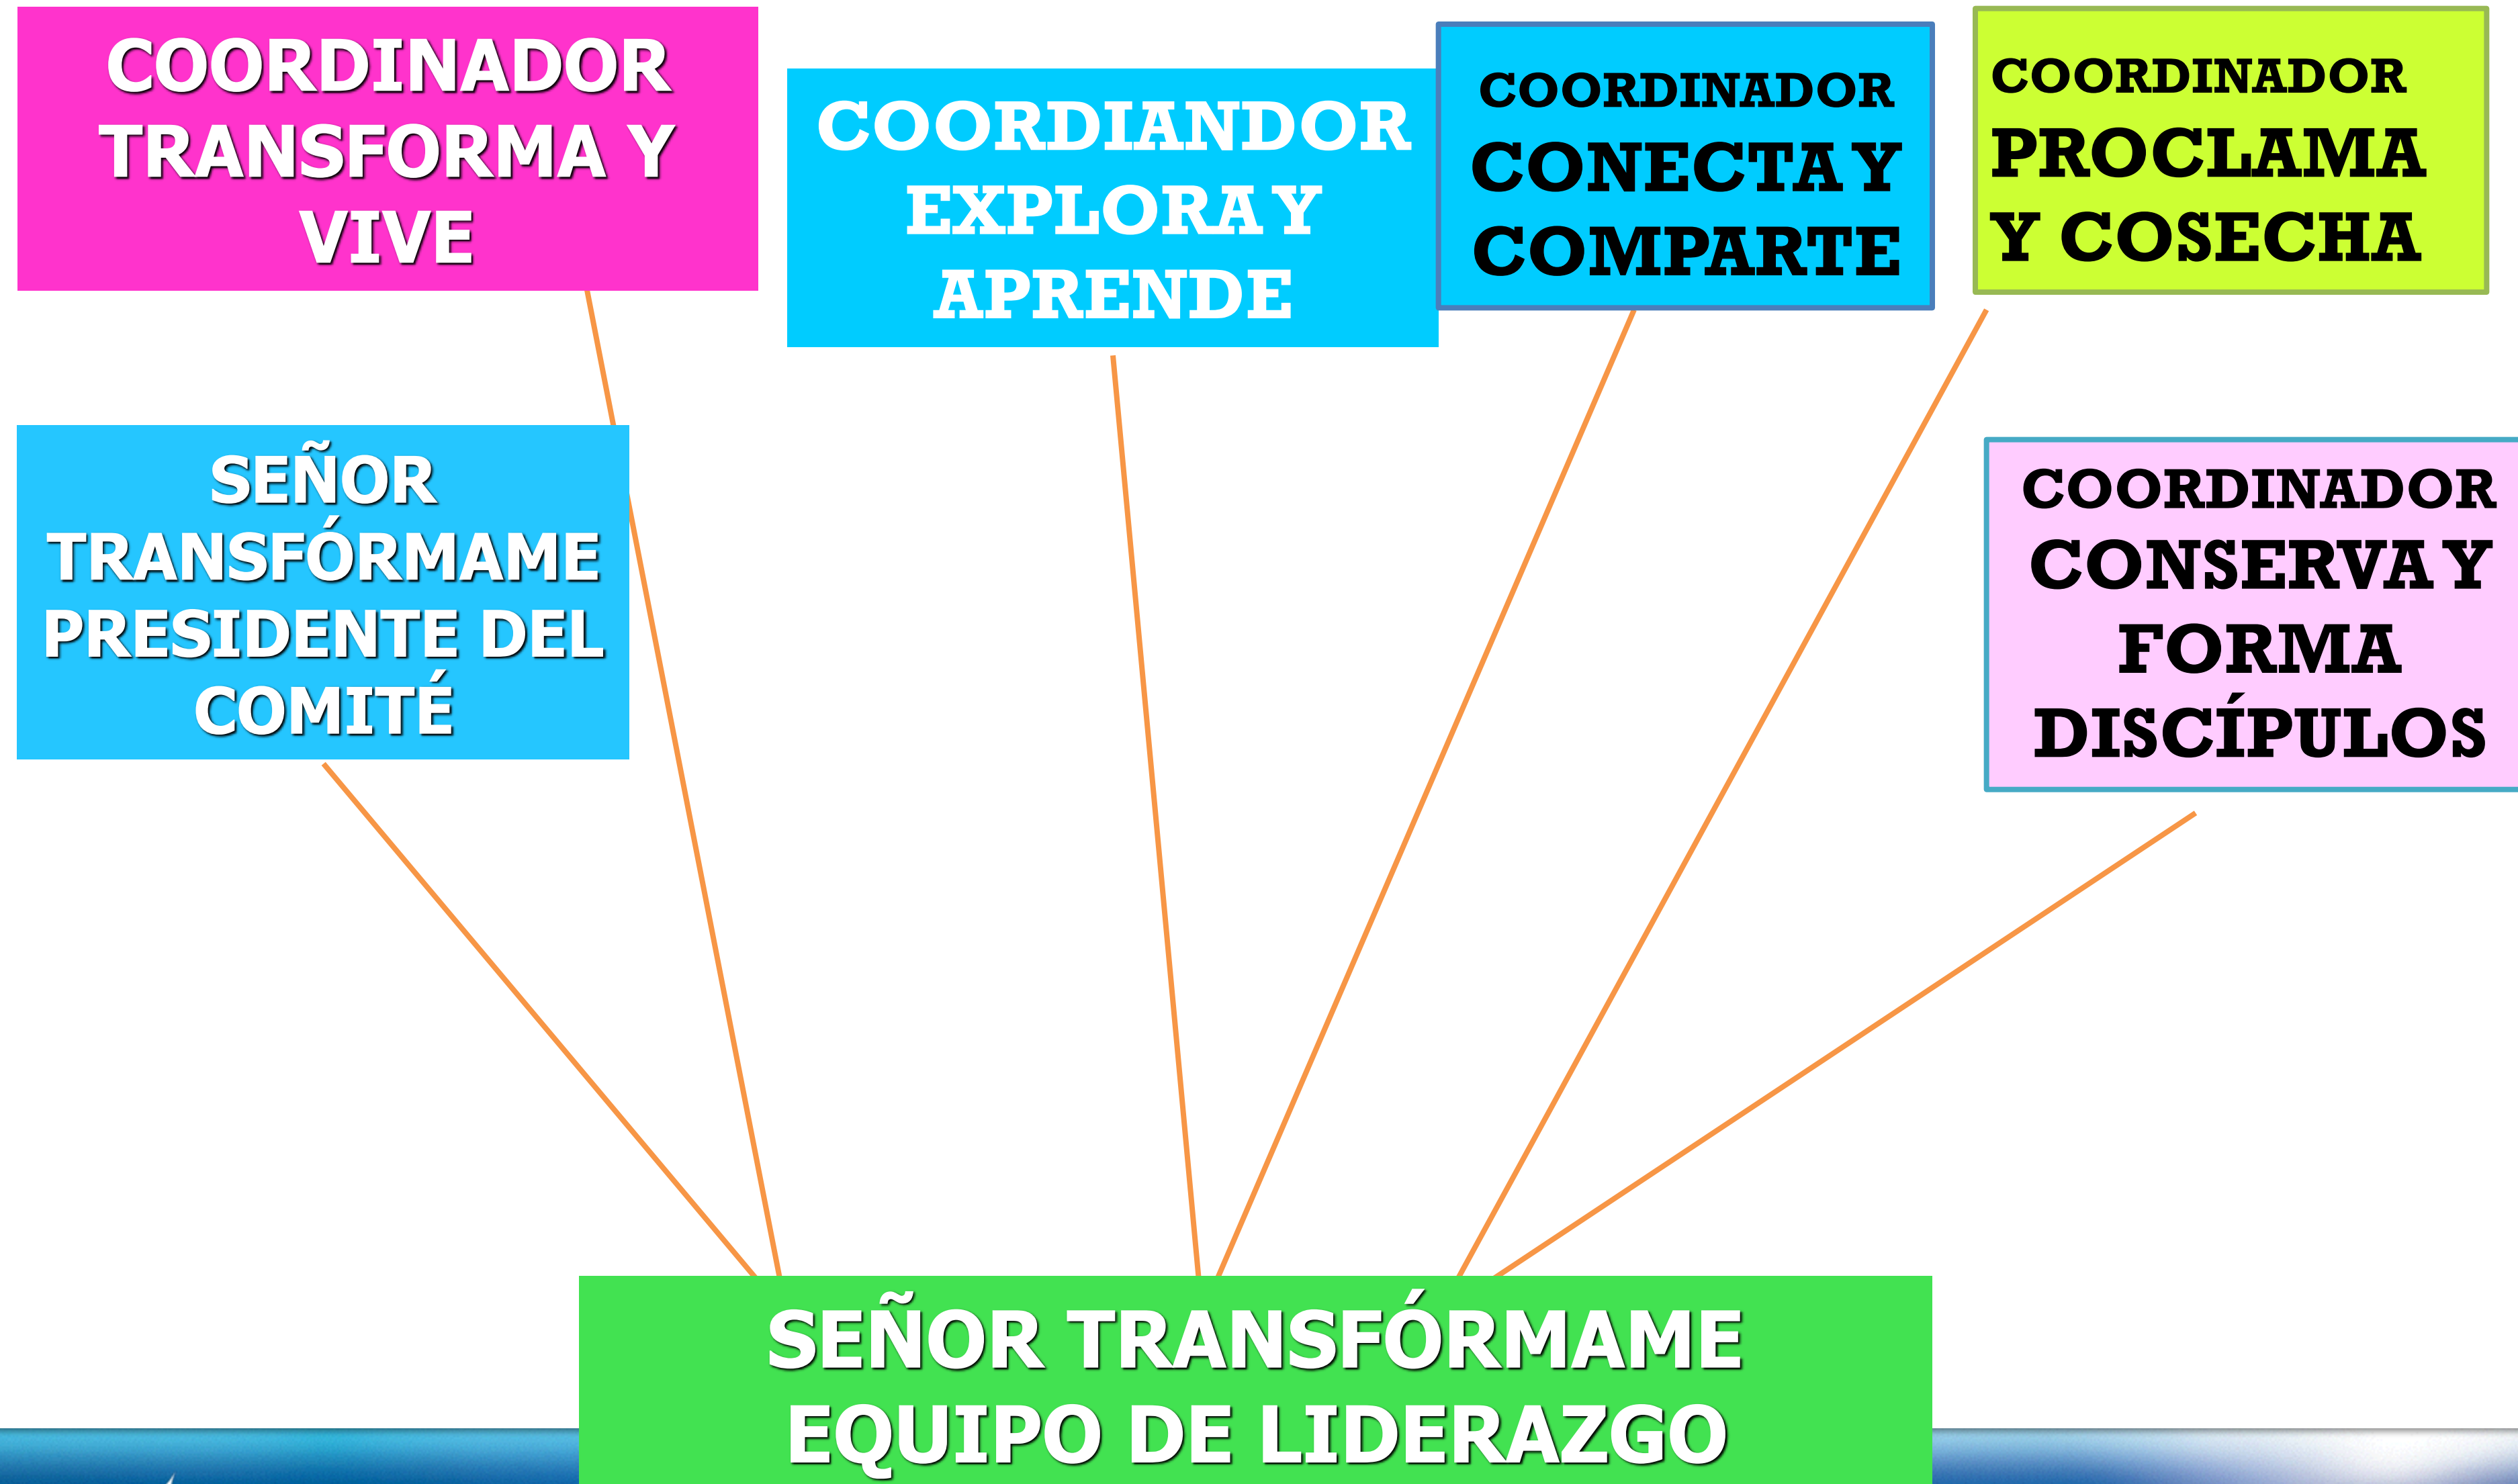 COORDINADOR
TRANSFORMA Y
VIVE
COORDIANDOR
EXPLORA Y
APRENDE
COORDINADOR
CONECTA Y
COMPARTE
COORDINADOR
PROCLAMA
Y COSECHA
SEÑOR
TRANSFÓRMAME
PRESIDENTE DEL
COMITÉ
COORDINADOR
CONSERVA Y
FORMA
DISCÍPULOS
SEÑOR TRANSFÓRMAME
EQUIPO DE LIDERAZGO